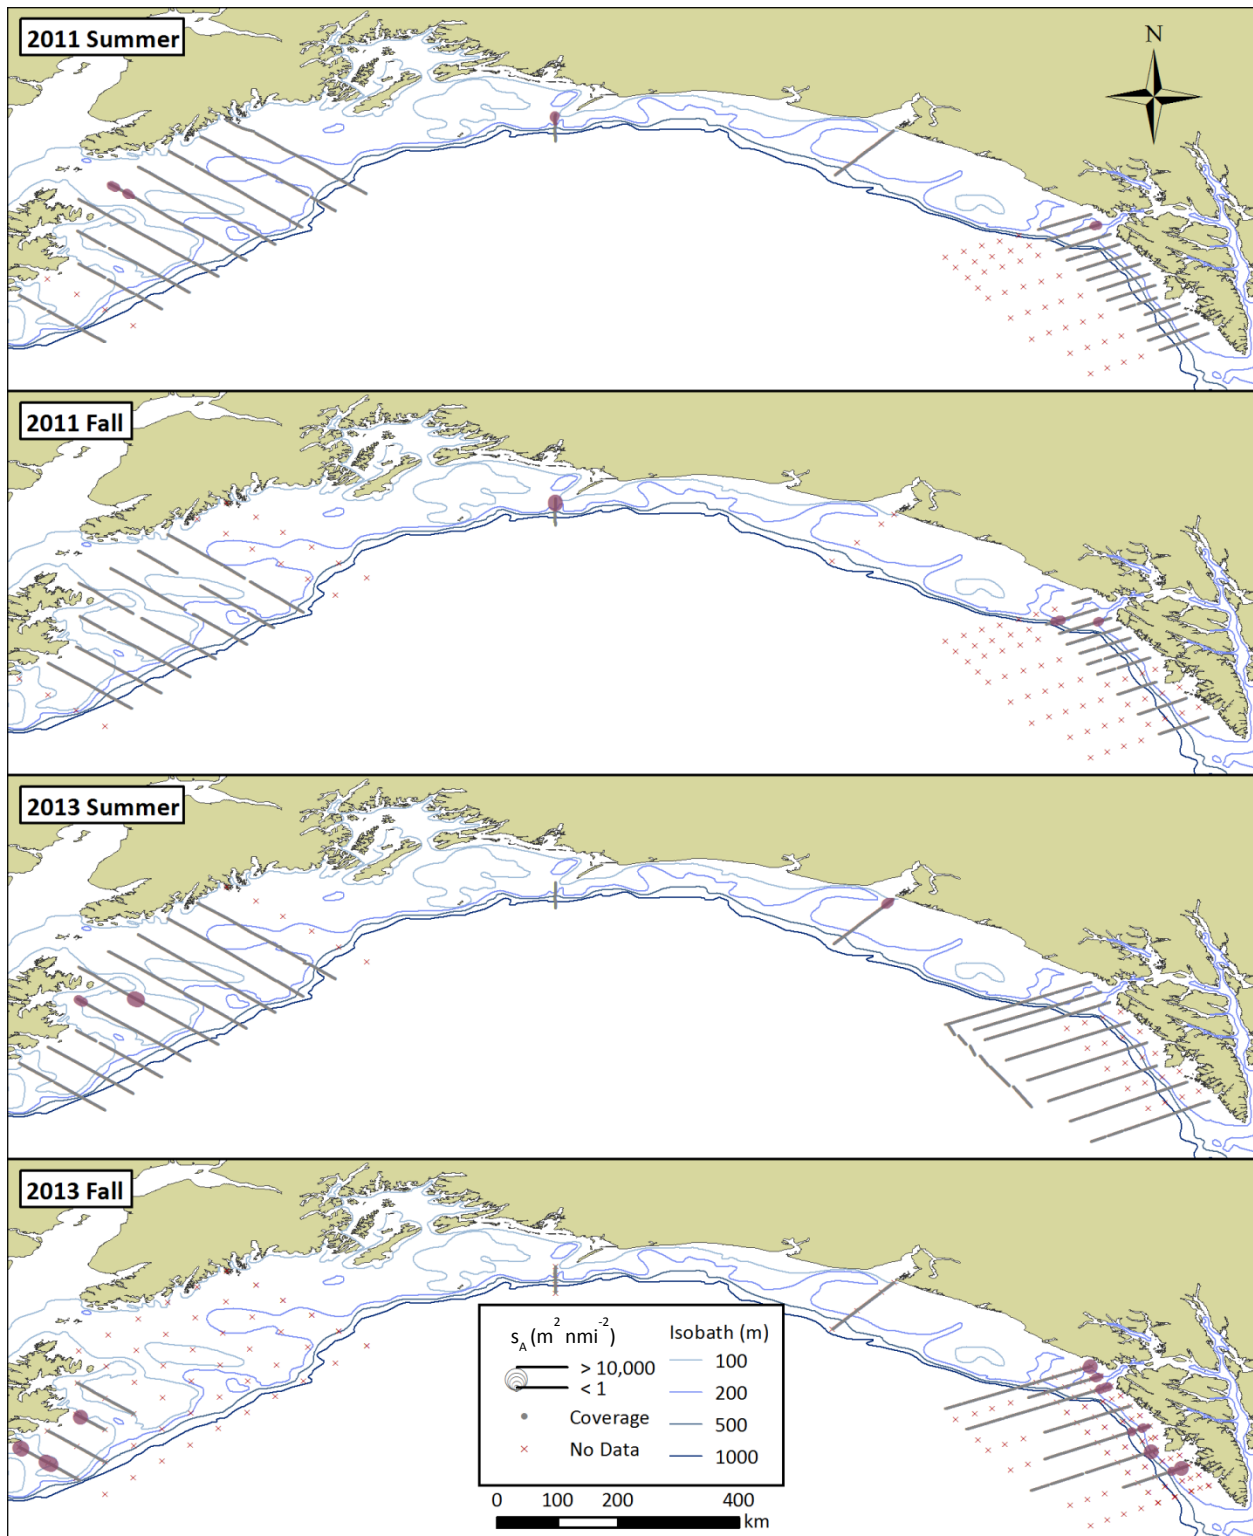 2011 Summer
N
2011 Fall
2013 Summer
2013 Fall
s_A (m² nmi⁻²)
> 10,000
< 1
Coverage
No Data
Isobath (m)
100
200
500
1000
0 100 200 400
km